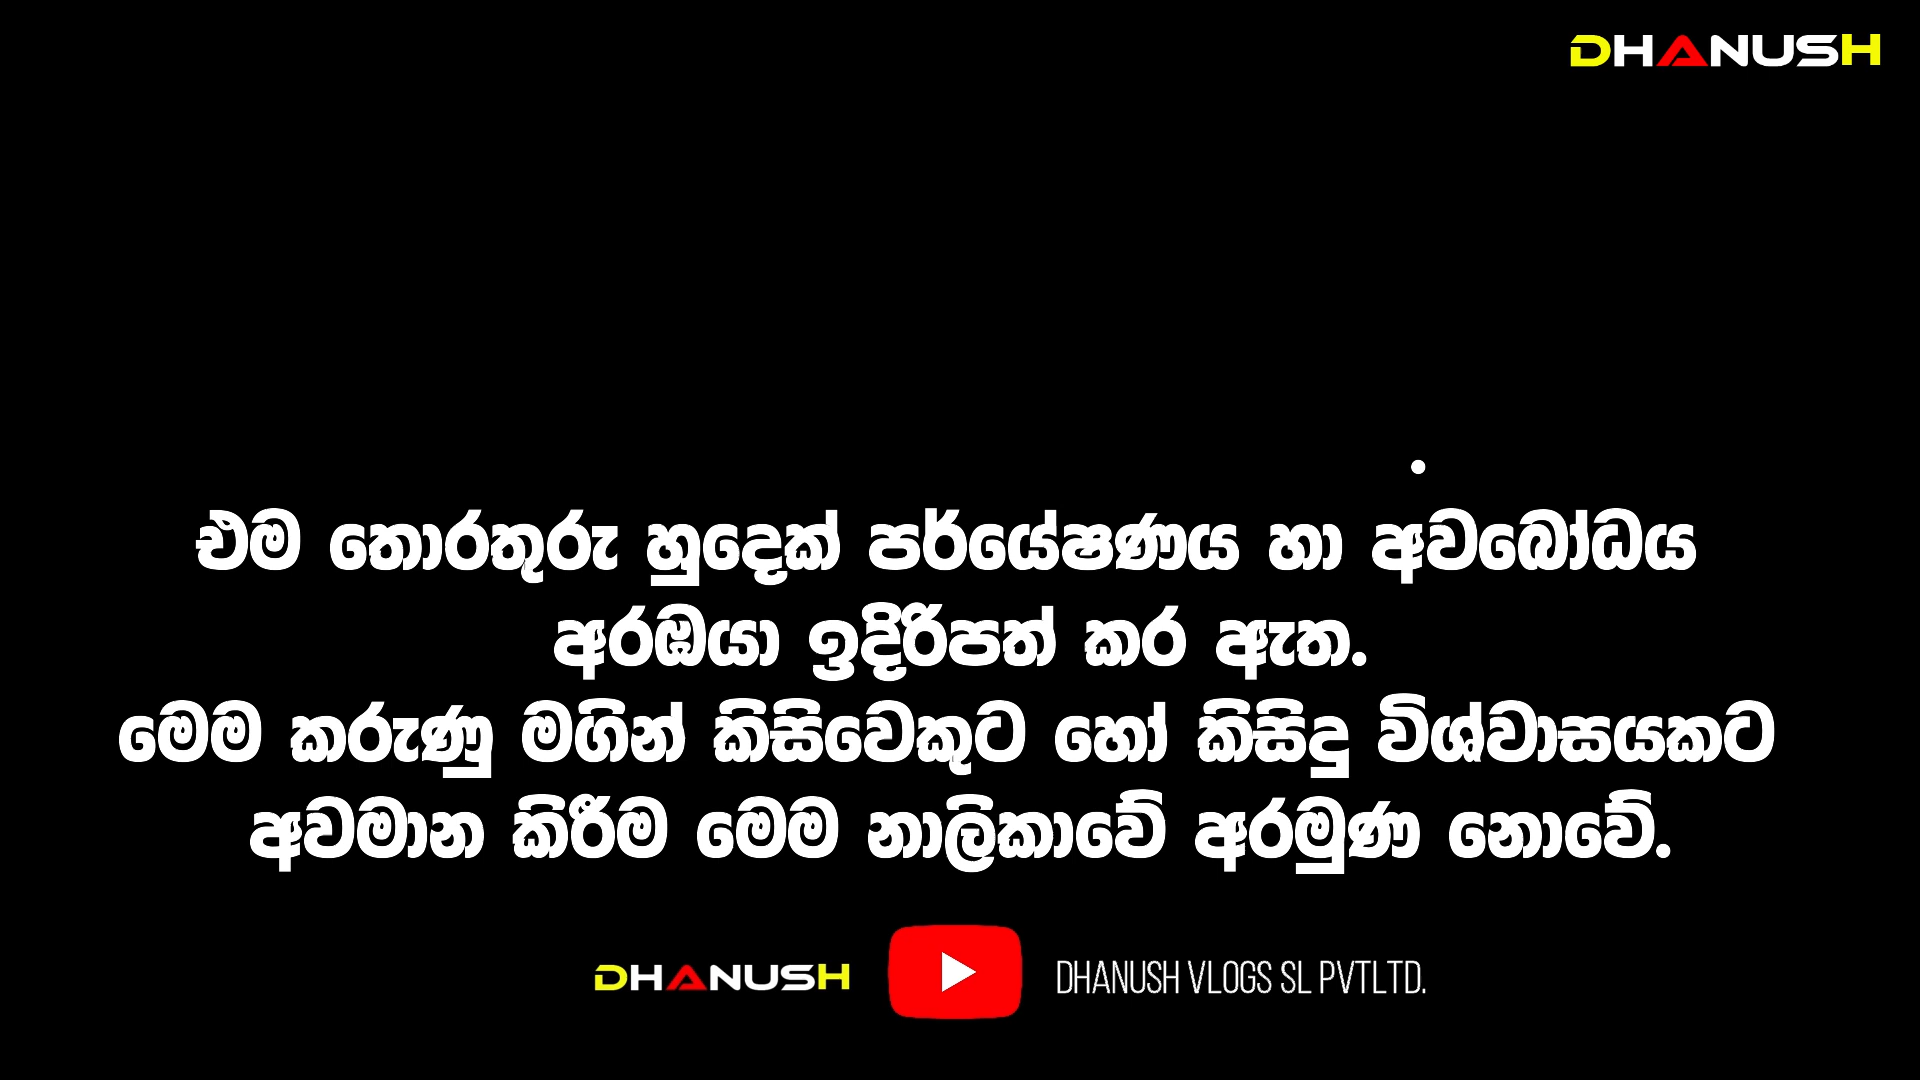 DHANUSH
.
එම තොරතුරු හුදෙක් පර්යේෂණය හා අවබෝධය
අරඹයා ඉදිරිපත් කර ඇත.
මෙම කරුණු මගින් කිසිවෙකුට හෝ කිසිදු විශ්වාසයකට
අවමාන කිරීම මෙම නාලිකාවේ අරමුණ නොවේ.
DHANUSH DHANUSH VLOGS SL PVTLTD.